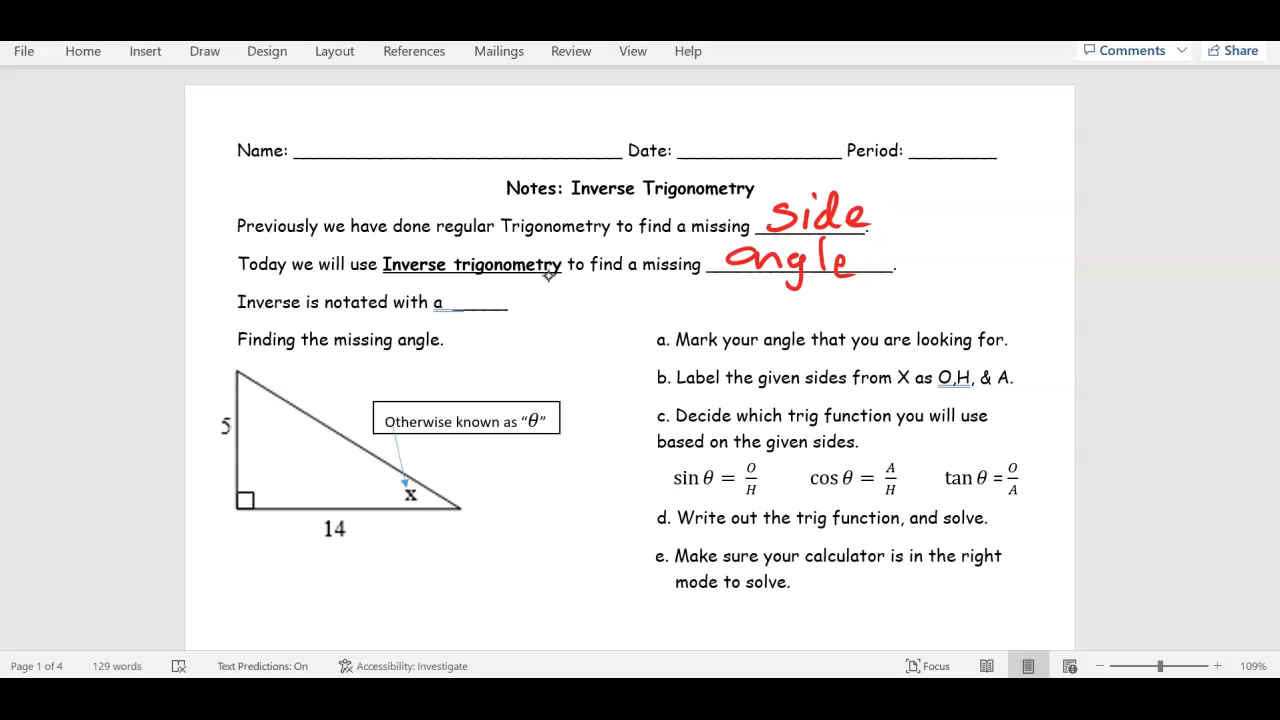 File Home Insert Draw Design Layout References Mailings Review View Help Comments Share
Name: ______________________________ Date: _______________ Period: ________
Notes: Inverse Trigonometry
Previously we have done regular Trigonometry to find a missing side.
Today we will use Inverse trigonometry to find a missing angle.
Inverse is notated with a _____
Finding the missing angle.
5
Otherwise known as “θ”
x
14
a. Mark your angle that you are looking for.
b. Label the given sides from X as O,H, & A.
c. Decide which trig function you will use
based on the given sides.
sin θ = O/H cos θ = A/H tan θ = O/A
d. Write out the trig function, and solve.
e. Make sure your calculator is in the right
mode to solve.
Page 1 of 4 129 words Text Predictions: On Accessibility: Investigate Focus 109%